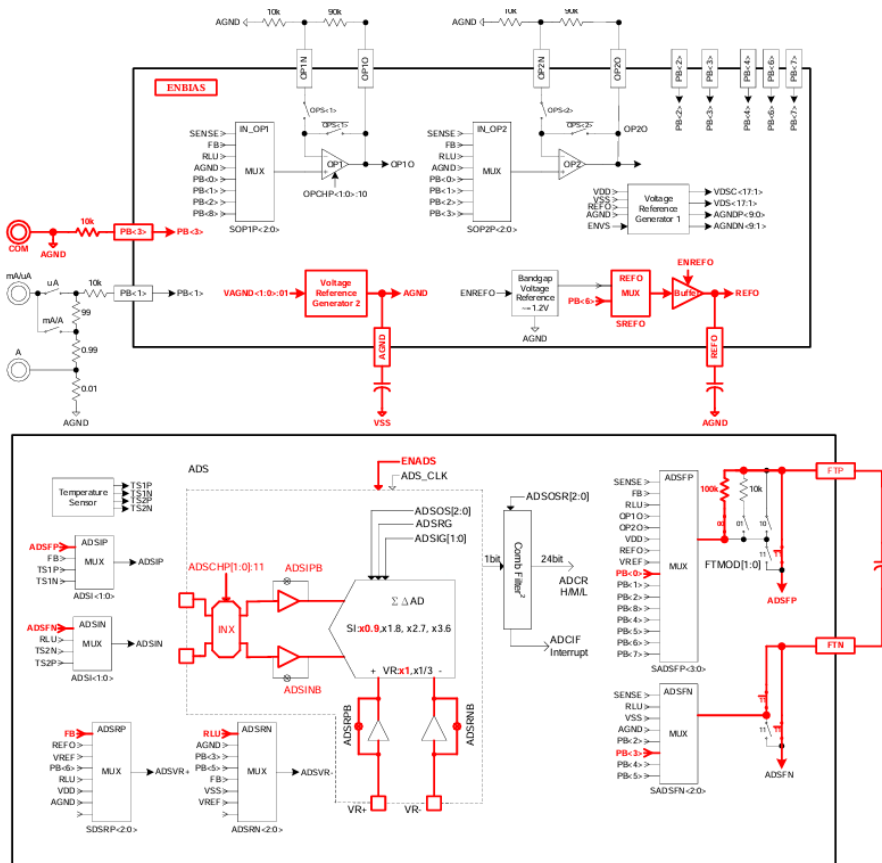 AGND
10k
90k
10k
AGND
90k
OP1N
OP1O
OP2N
OP2O
PB<2>
PB<3>
PB<4>
PB<6>
PB<7>
ENBIAS
OPS<1>
OPS<1>
OPS<2>
OPS<2>
PB<2>
PB<3>
PB<4>
PB<6>
PB<7>
IN_OP1
SENSE
FB
RLU
AGND
PB<0>
PB<1>
PB<2>
PB<8>
MUX
SOP1P<2:0>
OP1
OP1O
OPCHP<1:0>:10
IN_OP2
SENSE
FB
RLU
AGND
PB<0>
PB<1>
PB<2>
PB<3>
MUX
SOP2P<2:0>
OP2
OP2O
VDD
VSS
REFO
AGND
ENVS
Voltage
Reference
Generator 1
VDSC<17:1>
VDS<17:1>
AGNDP<9:0>
AGNDN<9:1>
COM
10k
AGND
PB<3>
PB<3>
mA/uA
uA
10k
PB<1>
PB<1>
99
mA/A
A
0.99
0.01
AGND
VAGND<1:0>:01
Voltage
Reference
Generator 2
AGND
AGND
VSS
ENREFO
Bandgap
Voltage
Reference
~= 1.2V
AGND
PB<6>
REFO
MUX
SREFO
ENREFO
Buffer
REFO
REFO
AGND
Temperature
Sensor
TS1P
TS1N
TS2P
TS2N
ADS
ENADS
ADS_CLK
ADSOS[2:0]
ADSRG
ADSIG[1:0]
ADSFP
FB
TS1P
TS1N
ADSIP
MUX
ADSIP
ADSI<1:0>
ADSFN
RLU
TS2N
TS2P
ADSIN
MUX
ADSIN
ADSI<1:0>
ADSCHP[1:0]:11
INX
ADSIPB
ADSINB
ΣΔAD
SI:x0.9,x1.8, x2.7, x3.6
+ VR:x1,x1/3 -
ADSRPB
ADSRNB
VR+
VR-
1bit
ADSOSR[2:0]
Comb Filter²
24bit
ADCR
H/M/L
ADCIF
Interrupt
FB
REFO
VREF
PB<6>
RLU
VDD
AGND
ADSRP
MUX
ADSVR+
SDSRP<2:0>
RLU
AGND
PB<3>
PB<5>
FB
VSS
VREF
ADSRN
MUX
ADSVR-
ADSRN<2:0>
SENSE
FB
RLU
OP1O
OP2O
VDD
REFO
VREF
PB<0>
PB<1>
PB<2>
PB<8>
PB<4>
PB<5>
PB<6>
PB<7>
ADSFP
MUX
SADSFP<3:0>
100k
10k
00
01
10
11
11
FTMOD[1:0]
FTP
ADSFP
SENSE
RLU
VSS
AGND
PB<2>
PB<3>
PB<4>
PB<5>
ADSFN
MUX
SADSFN<2:0>
11
11
11
FTN
ADSFN